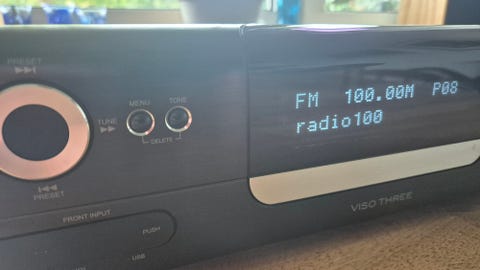 PRESET
MENU
TONE
TUNE
DELETE
PRESET
FRONT INPUT
PUSH
USB
FM 100.00M P08
radio100
VISO THREE